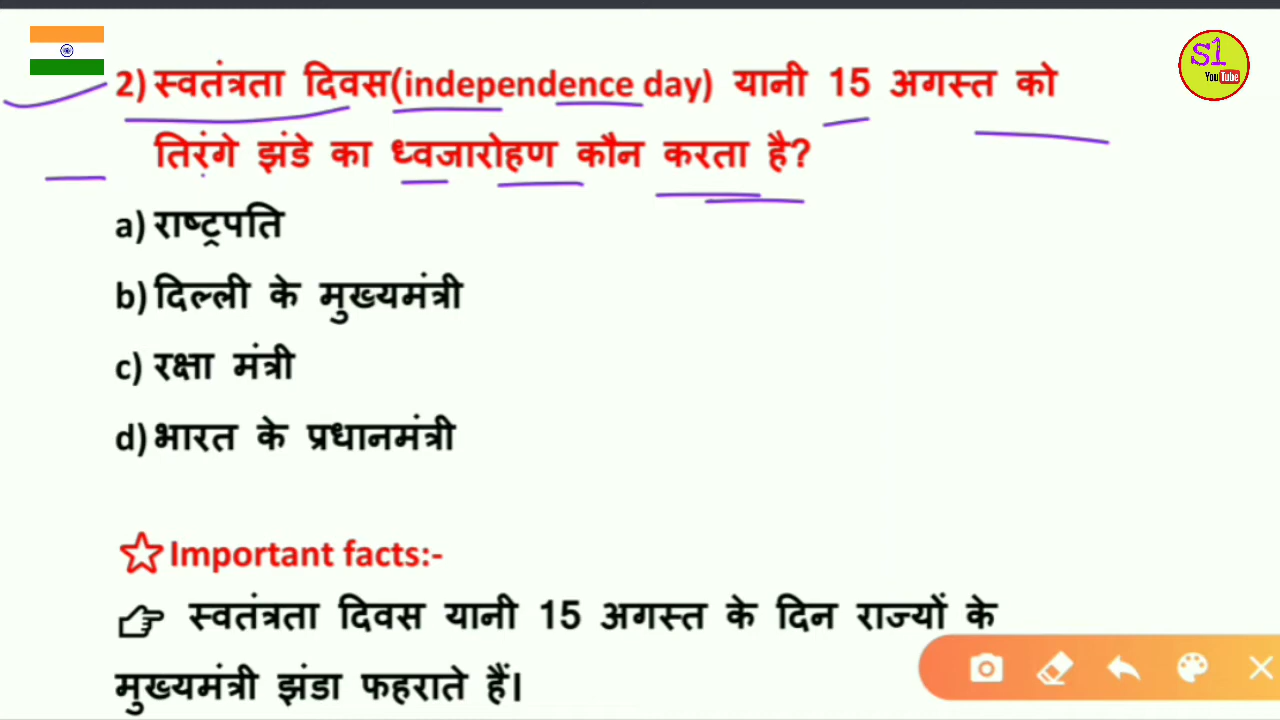 S1
YouTube
2) स्वतंत्रता दिवस(independence day) यानी 15 अगस्त को
तिरंगे झंडे का ध्वजारोहण कौन करता है?
a) राष्ट्रपति
b) दिल्ली के मुख्यमंत्री
c) रक्षा मंत्री
d) भारत के प्रधानमंत्री
Important facts:-
स्वतंत्रता दिवस यानी 15 अगस्त के दिन राज्यों के
मुख्यमंत्री झंडा फहराते हैं।